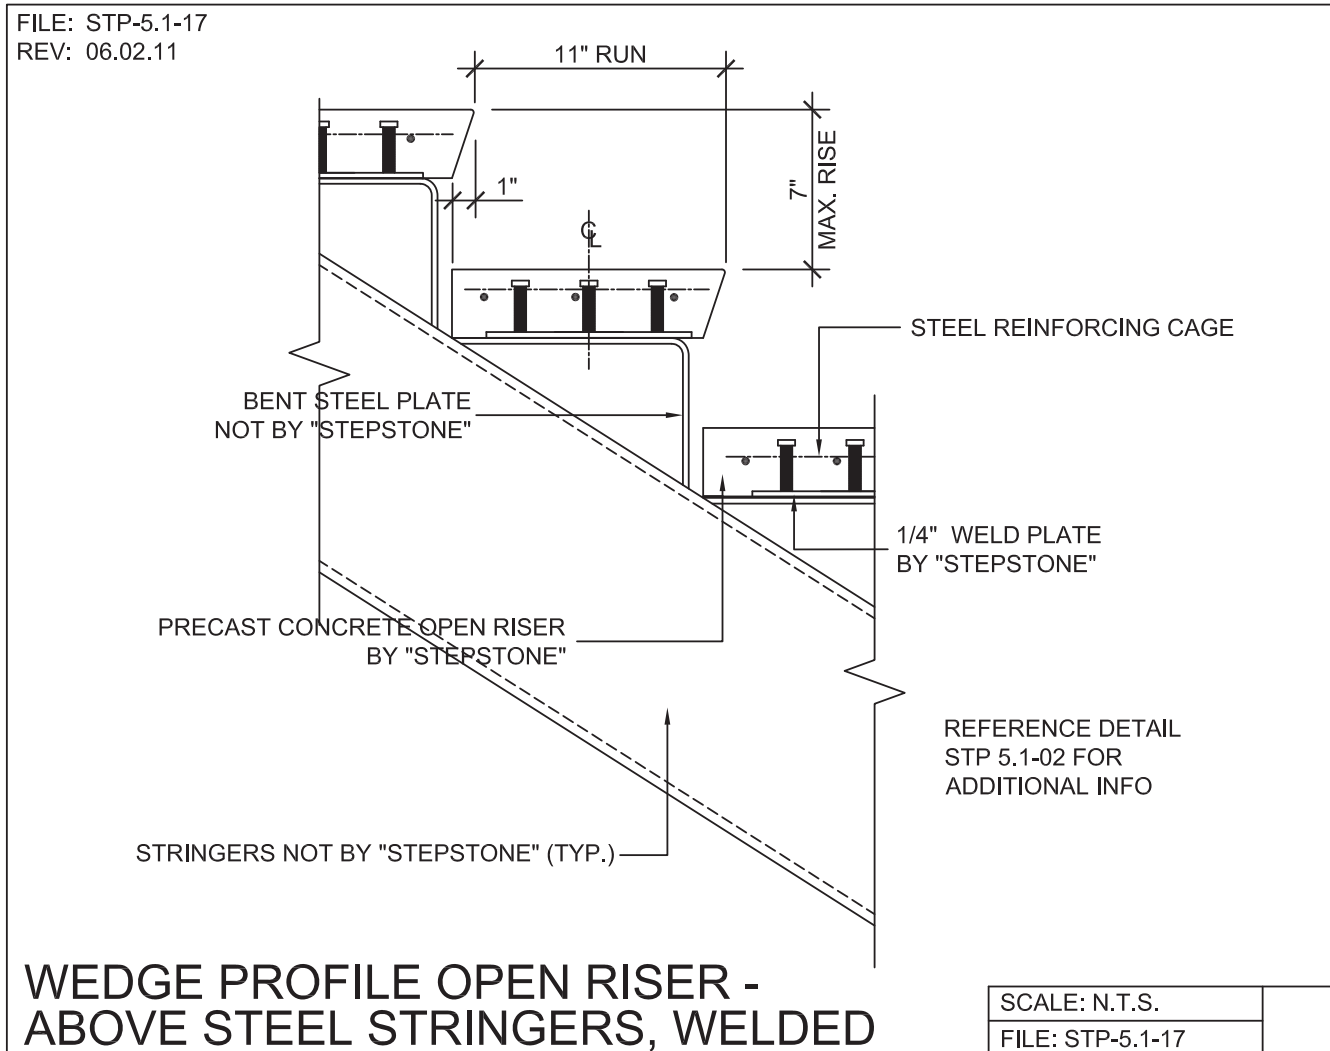 FILE: STP-5.1-17
REV: 06.02.11
11" RUN
7"
MAX. RISE
1"
CL
STEEL REINFORCING CAGE
BENT STEEL PLATE
NOT BY "STEPSTONE"
1/4" WELD PLATE
BY "STEPSTONE"
PRECAST CONCRETE OPEN RISER
BY "STEPSTONE"
REFERENCE DETAIL
STP 5.1-02 FOR
ADDITIONAL INFO
STRINGERS NOT BY "STEPSTONE" (TYP.)
WEDGE PROFILE OPEN RISER -
ABOVE STEEL STRINGERS, WELDED
SCALE: N.T.S.
FILE: STP-5.1-17